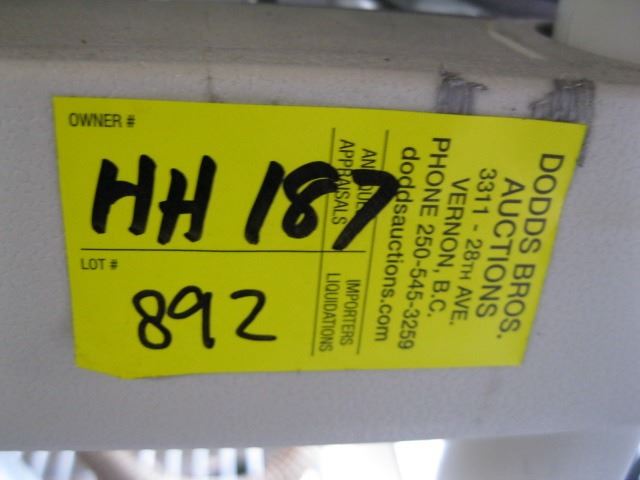 OWNER #
HH 187
LOT #
892
DODDS BROS.
AUCTIONS
3311 - 28TH AVE.
VERNON, B.C.
PHONE 250-545-3259
doddsauctions.com
ANTIQUE IMPORTERS
APPRAISALS LIQUIDATIONS